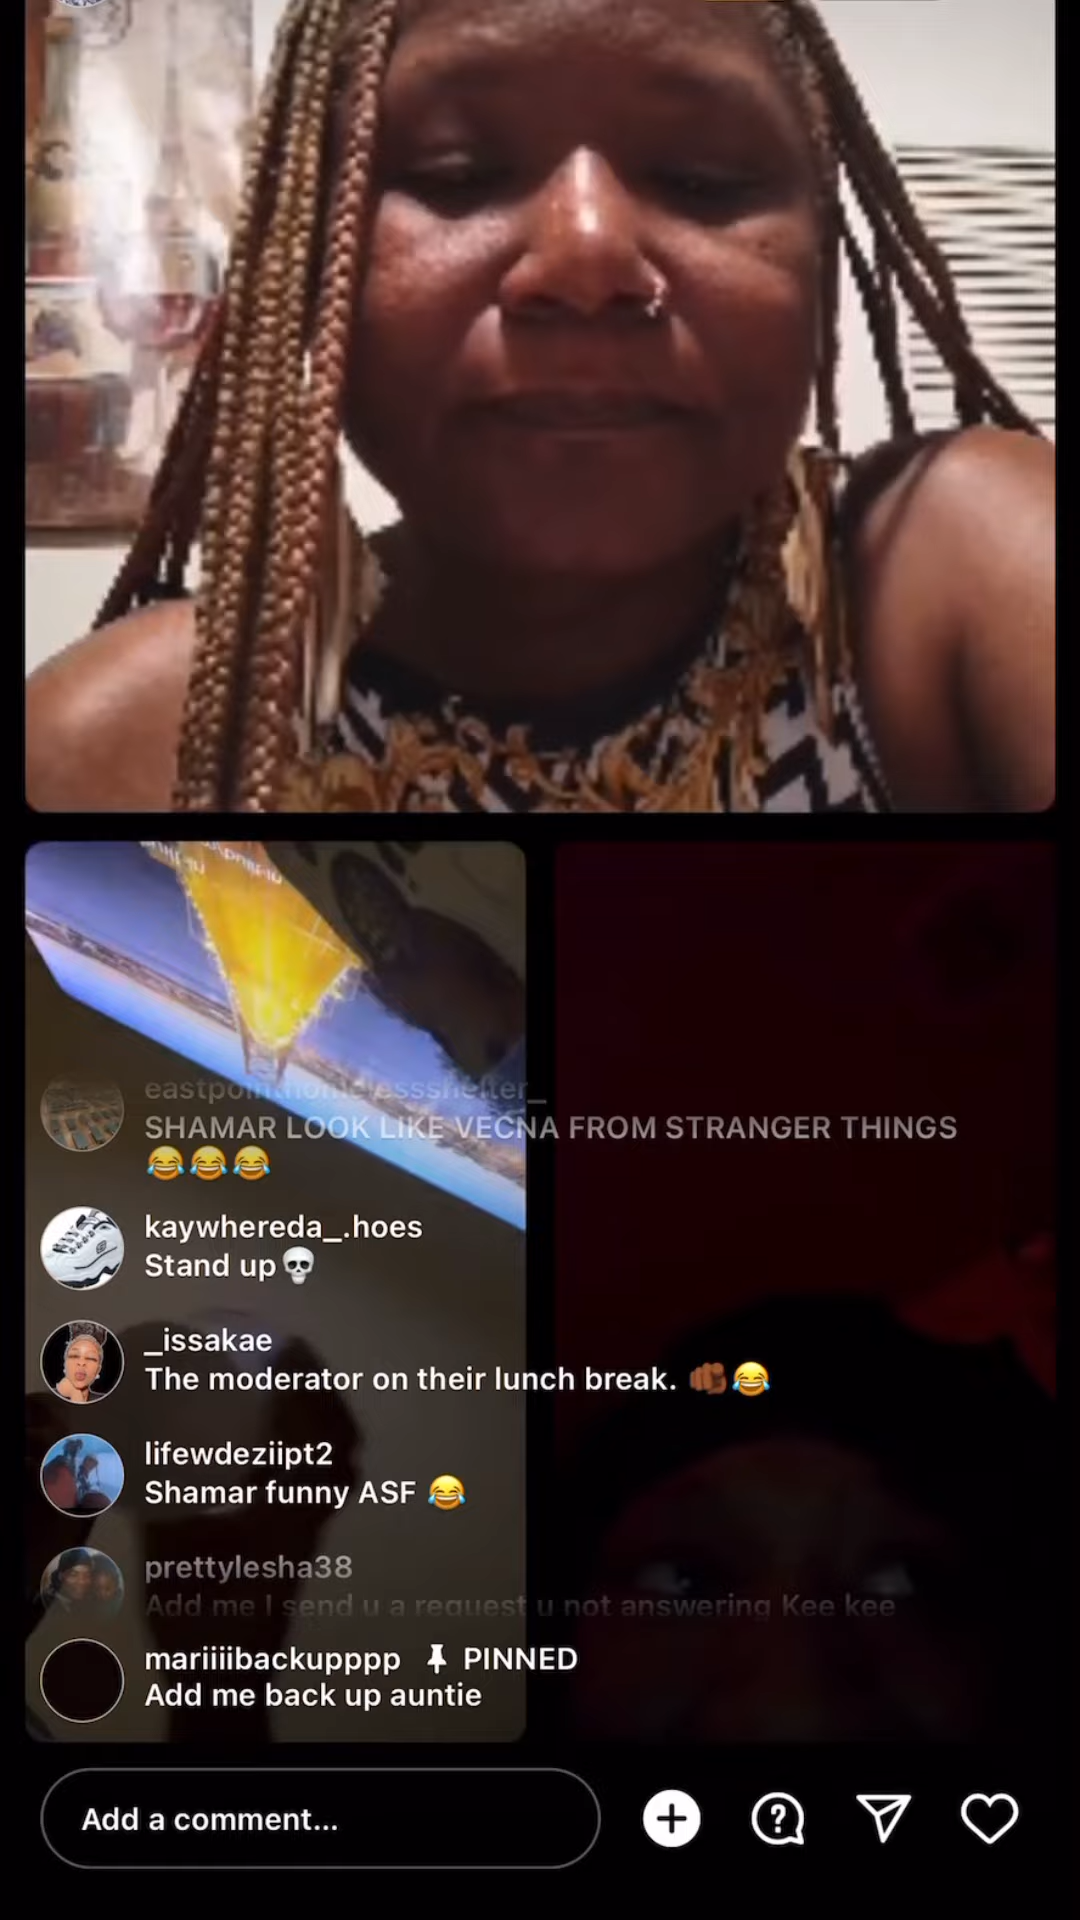 eastpointhomelessshelter_
SHAMAR LOOK LIKE VECNA FROM STRANGER THINGS
😂😂😂
kaywhereda_.hoes
Stand up💀
_issakae
The moderator on their lunch break. 🫵🏾😂
lifewdeziipt2
Shamar funny ASF 😂
prettylesha38
Add me I send u a request u not answering Kee kee
mariiiibackupppp 📌 PINNED
Add me back up auntie
Add a comment...